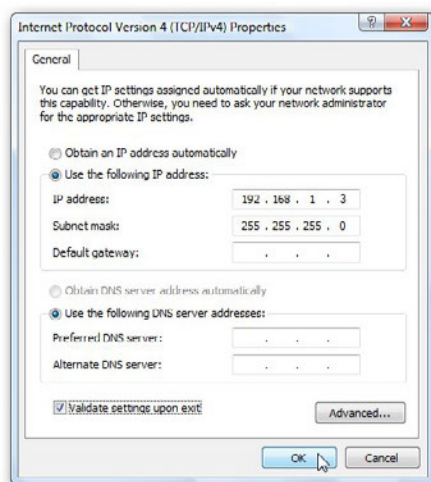 Internet Protocol Version 4 (TCP/IPv4) Properties
General
You can get IP settings assigned automatically if your network supports
this capability. Otherwise, you need to ask your network administrator
for the appropriate IP settings.
Obtain an IP address automatically
Use the following IP address:
IP address: 192 . 168 . 1 . 3
Subnet mask: 255 . 255 . 255 . 0
Default gateway: . . .
Obtain DNS server address automatically
Use the following DNS server addresses:
Preferred DNS server: . . .
Alternate DNS server: . . .
Validate settings upon exit
Advanced...
OK Cancel